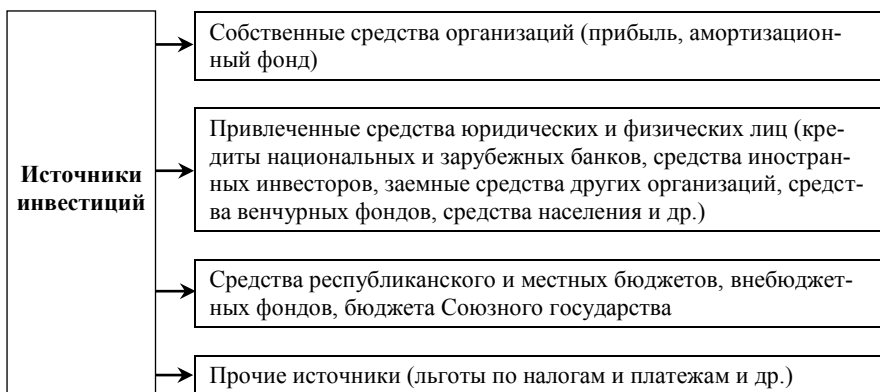 Источники
инвестиций
Собственные средства организаций (прибыль, амортизацион-
ный фонд)
Привлеченные средства юридических и физических лиц (кре-
диты национальных и зарубежных банков, средства иностран-
ных инвесторов, заемные средства других организаций, средст-
ва венчурных фондов, средства населения и др.)
Средства республиканского и местных бюджетов, внебюджет-
ных фондов, бюджета Союзного государства
Прочие источники (льготы по налогам и платежам и др.)